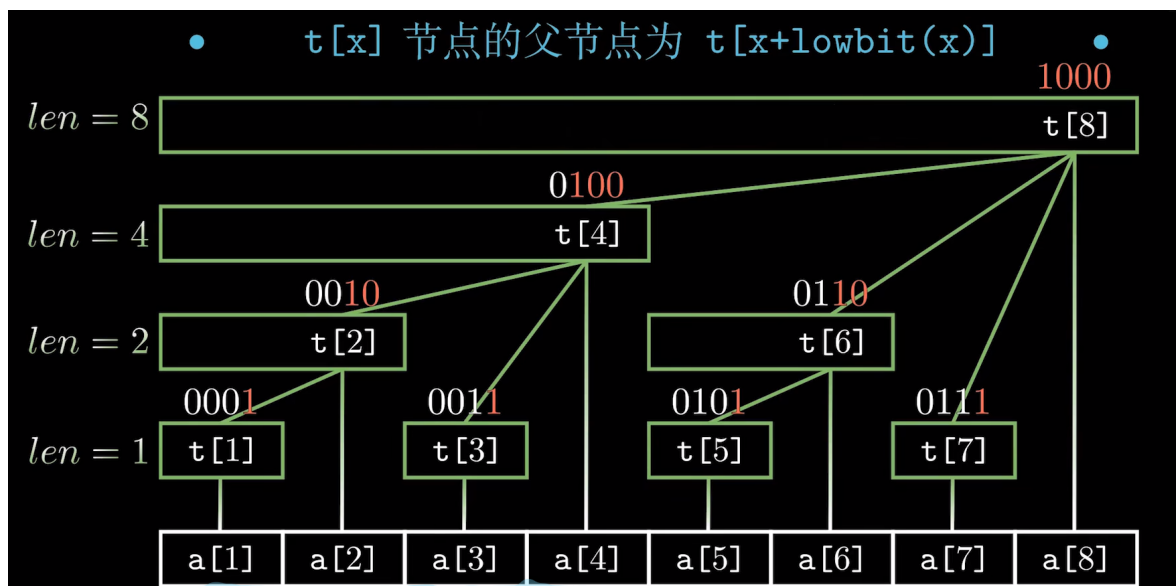 • t[x] 节点的父节点为 t[x+lowbit(x)] •
1000
len = 8 t[8]
0100
len = 4 t[4]
0010 0110
len = 2 t[2] t[6]
0001 0011 0101 0111
len = 1 t[1] t[3] t[5] t[7]
a[1] a[2] a[3] a[4] a[5] a[6] a[7] a[8]